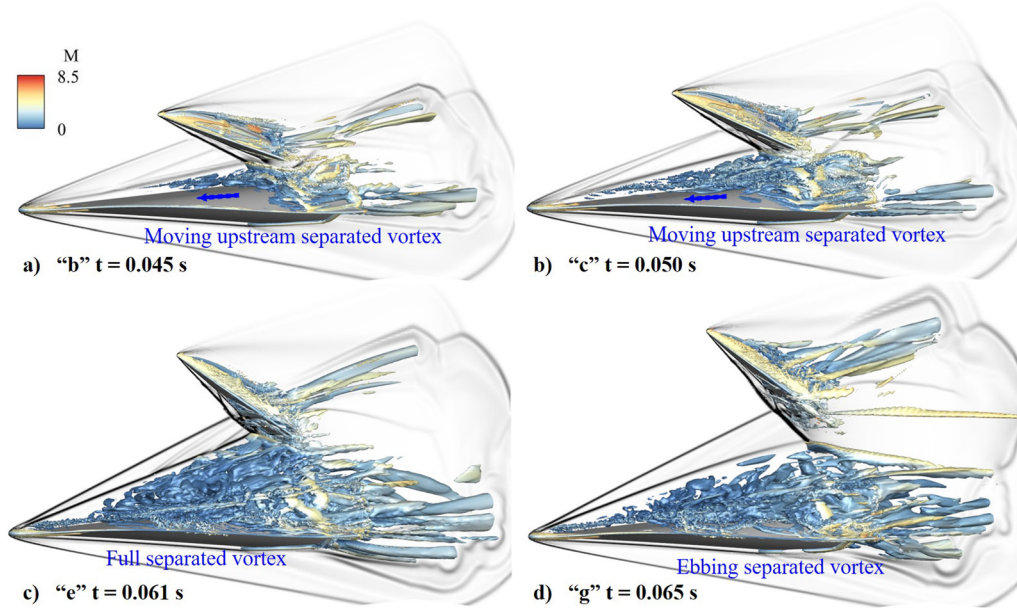 M
8.5
0
Moving upstream separated vortex
a) “b” t = 0.045 s
Moving upstream separated vortex
b) “c” t = 0.050 s
Full separated vortex
c) “e” t = 0.061 s
Ebbing separated vortex
d) “g” t = 0.065 s